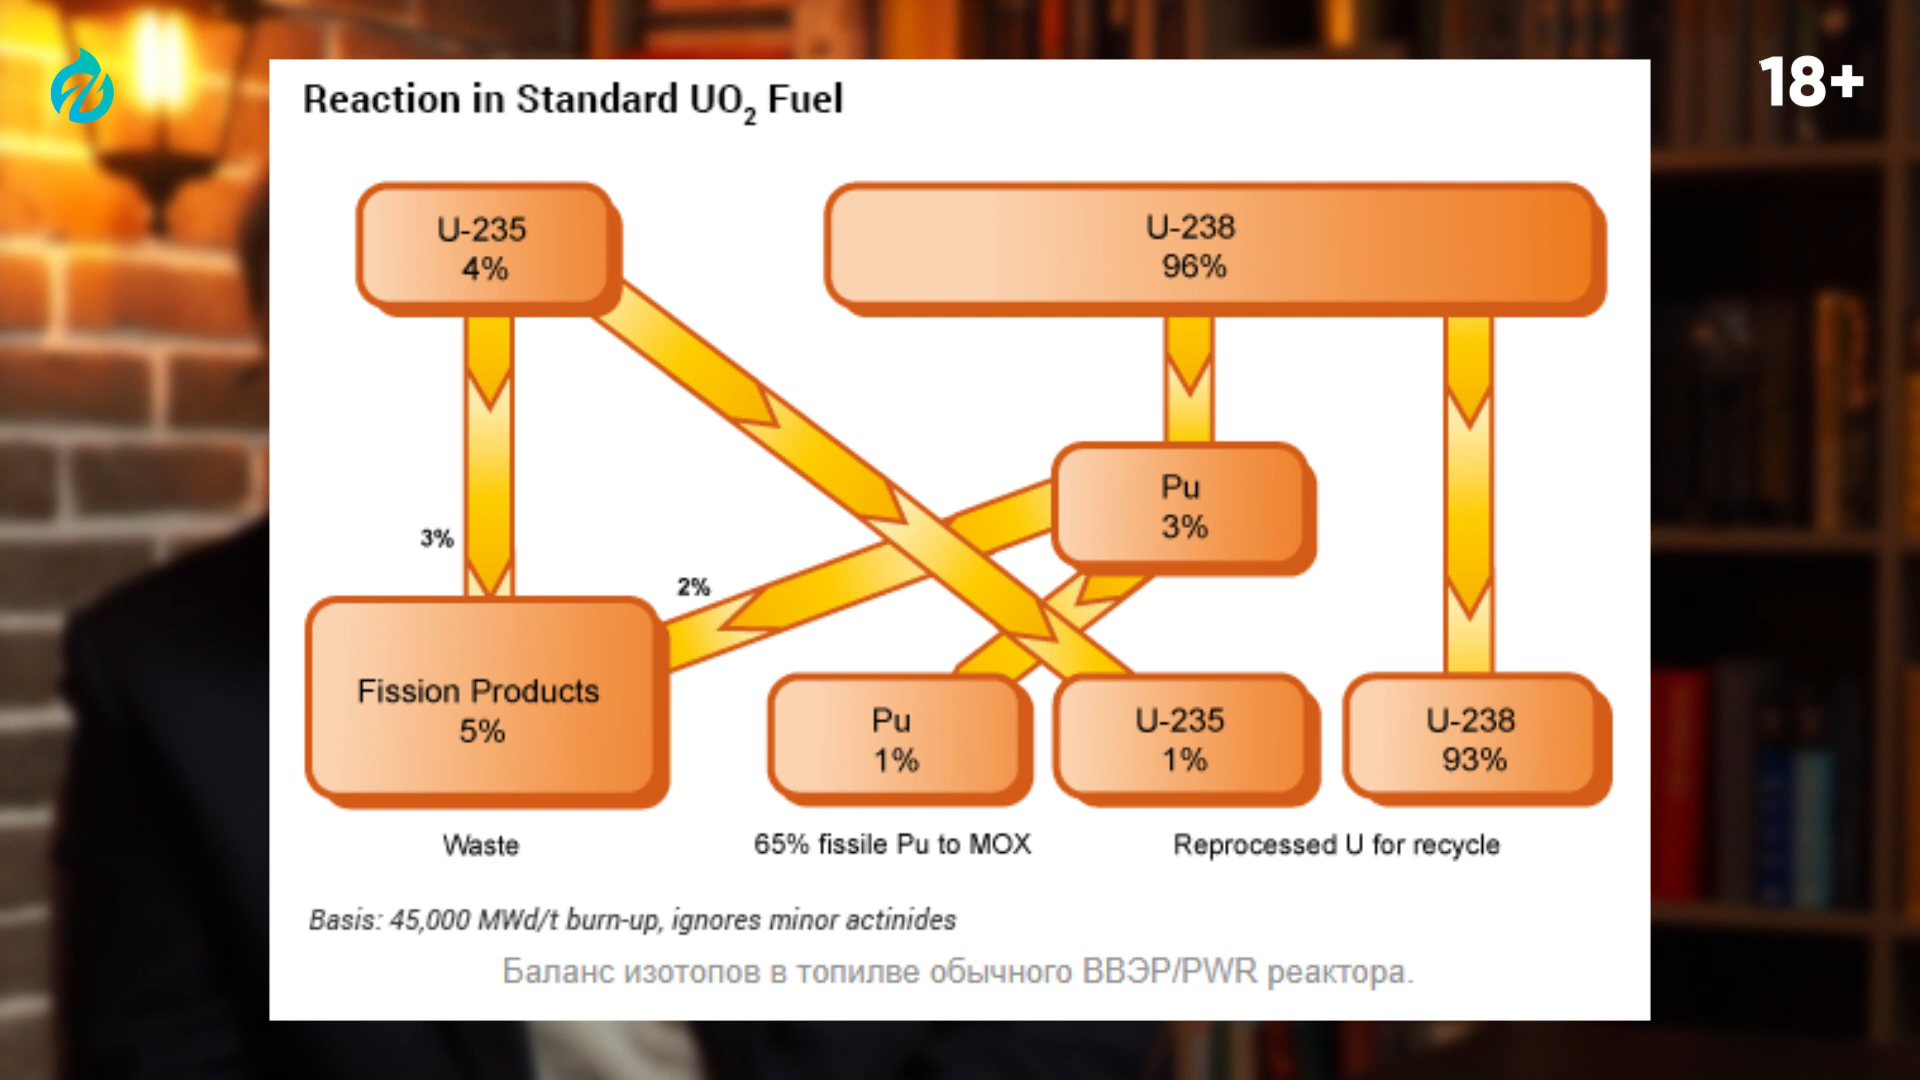 18+
Reaction in Standard UO₂ Fuel
U-235
4%
U-238
96%
Pu
3%
3%
2%
Fission Products
5%
Pu
1%
U-235
1%
U-238
93%
Waste
65% fissile Pu to MOX
Reprocessed U for recycle
Basis: 45,000 MWd/t burn-up, ignores minor actinides
Баланс изотопов в топилве обычного ВВЭР/PWR реактора.